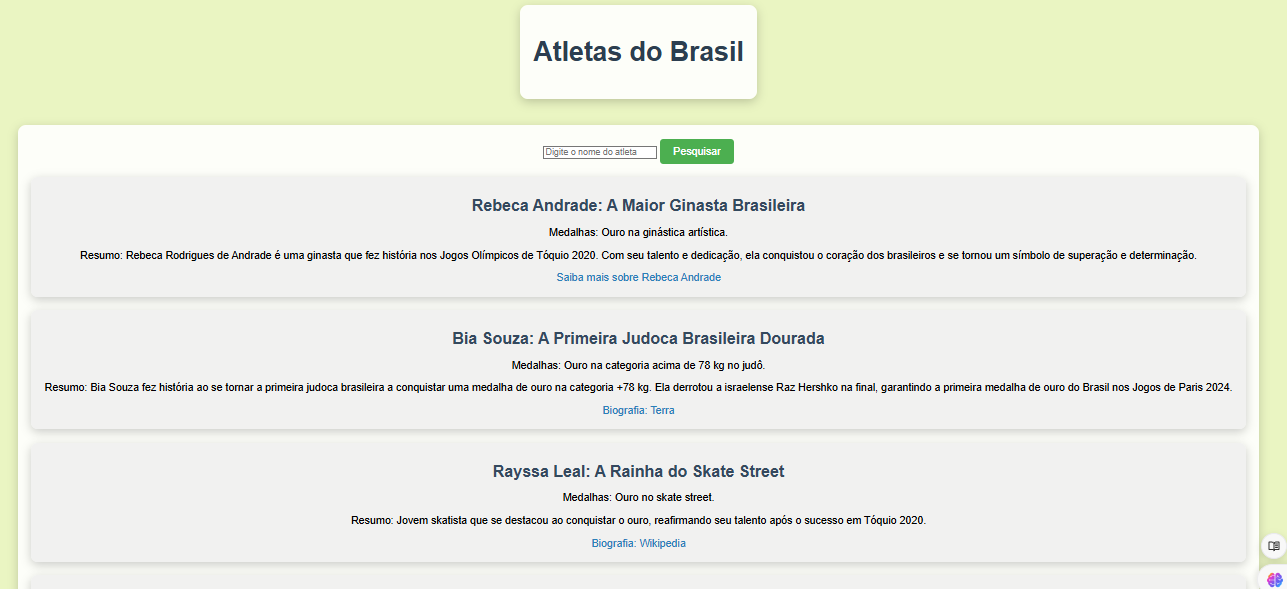 Atletas do Brasil
Digite o nome do atleta
Pesquisar
Rebeca Andrade: A Maior Ginasta Brasileira
Medalhas: Ouro na ginástica artística.
Resumo: Rebeca Rodrigues de Andrade é uma ginasta que fez história nos Jogos Olímpicos de Tóquio 2020. Com seu talento e dedicação, ela conquistou o coração dos brasileiros e se tornou um símbolo de superação e determinação.
Saiba mais sobre Rebeca Andrade
Bia Souza: A Primeira Judoca Brasileira Dourada
Medalhas: Ouro na categoria acima de 78 kg no judô.
Resumo: Bia Souza fez história ao se tornar a primeira judoca brasileira a conquistar uma medalha de ouro na categoria +78 kg. Ela derrotou a israelense Raz Hershko na final, garantindo a primeira medalha de ouro do Brasil nos Jogos de Paris 2024.
Biografia: Terra
Rayssa Leal: A Rainha do Skate Street
Medalhas: Ouro no skate street.
Resumo: Jovem skatista que se destacou ao conquistar o ouro, reafirmando seu talento após o sucesso em Tóquio 2020.
Biografia: Wikipedia